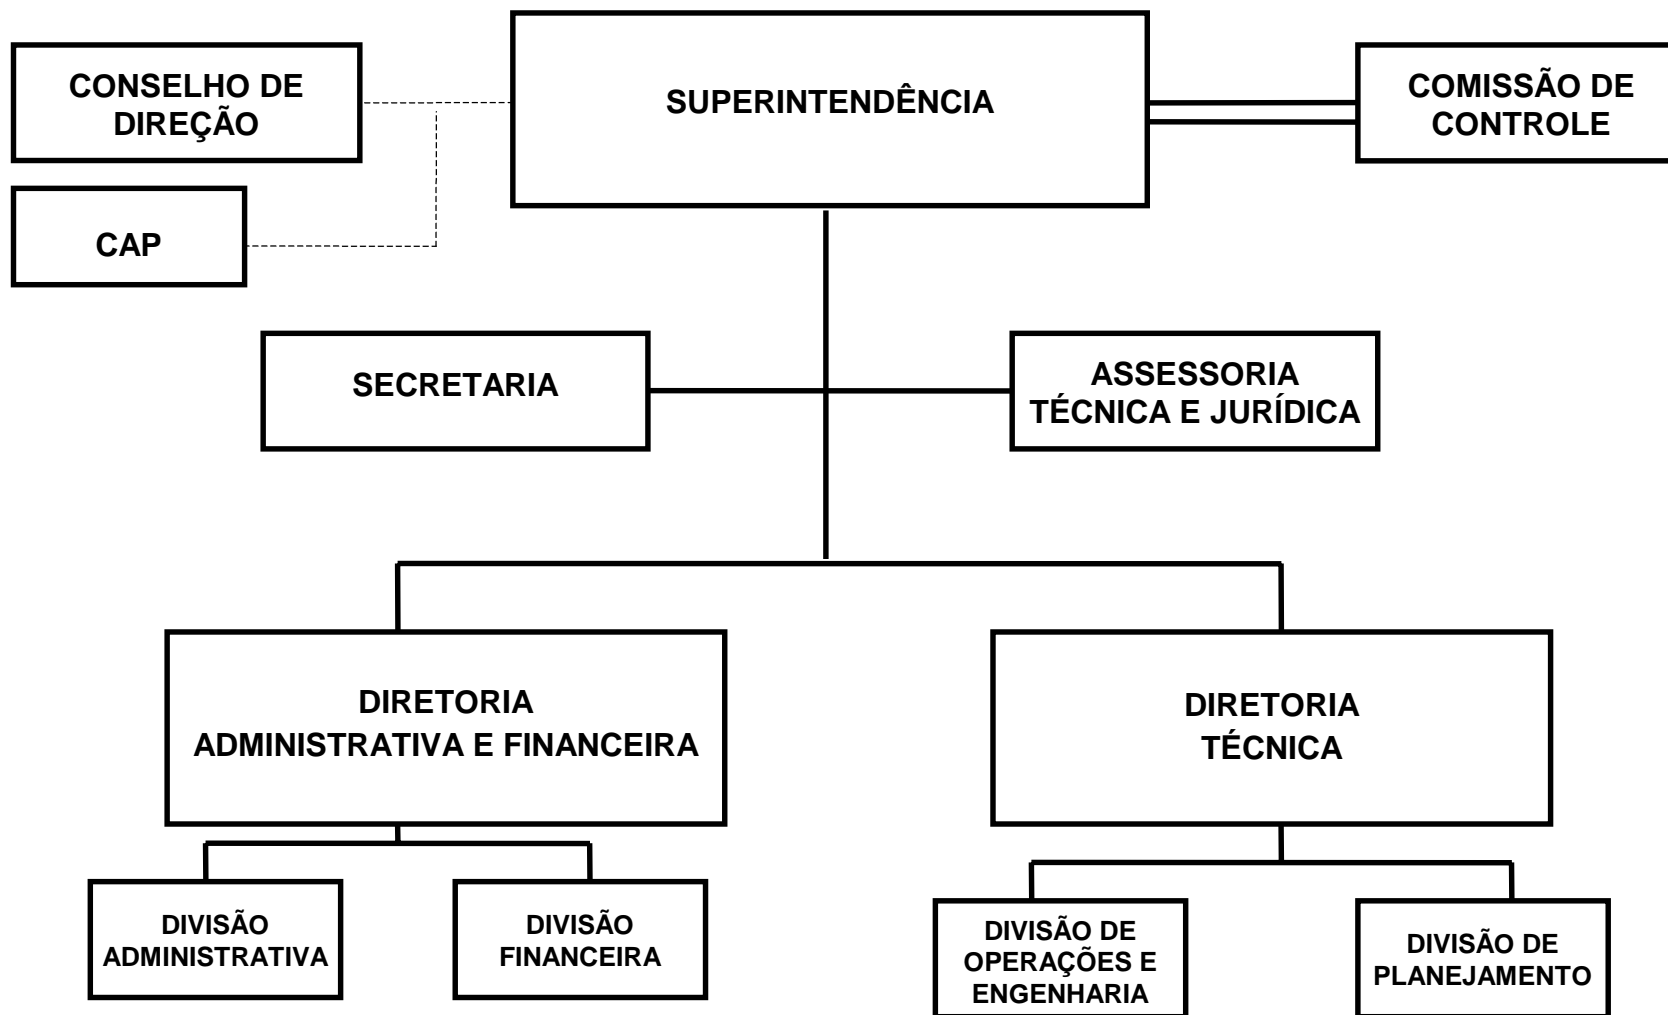 CONSELHO DE
DIREÇÃO
SUPERINTENDÊNCIA
COMISSÃO DE
CONTROLE
CAP
SECRETARIA
ASSESSORIA
TÉCNICA E JURÍDICA
DIRETORIA
ADMINISTRATIVA E FINANCEIRA
DIRETORIA
TÉCNICA
DIVISÃO
ADMINISTRATIVA
DIVISÃO
FINANCEIRA
DIVISÃO DE
OPERAÇÕES E
ENGENHARIA
DIVISÃO DE
PLANEJAMENTO